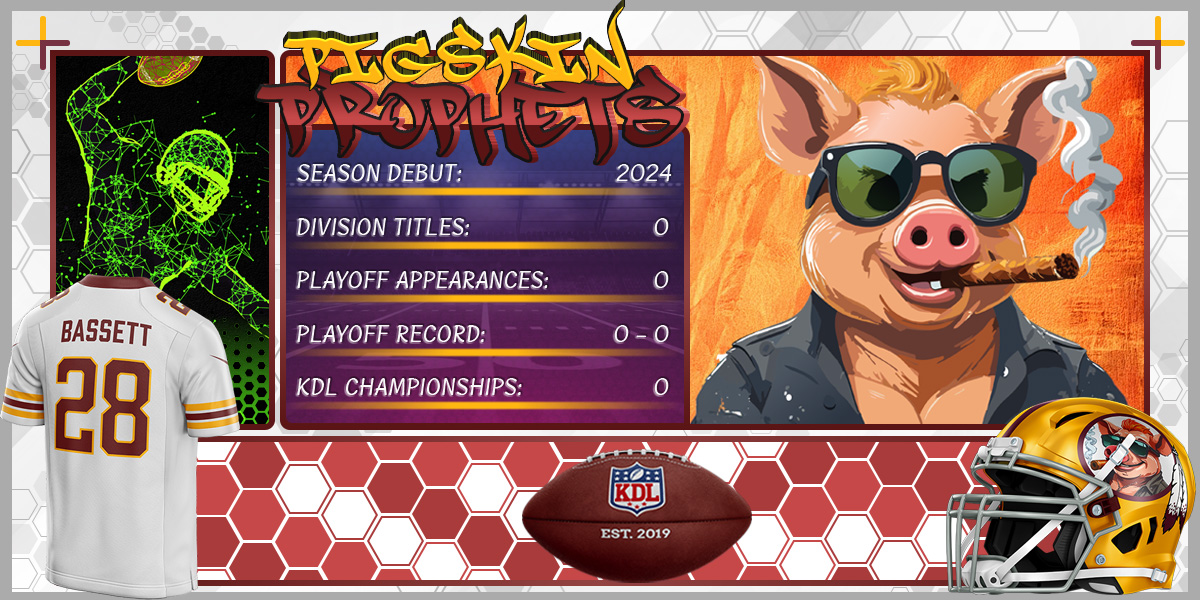 PIGSKIN
PROPHETS
SEASON DEBUT: 2024
DIVISION TITLES: 0
PLAYOFF APPEARANCES: 0
PLAYOFF RECORD: 0 – 0
KDL CHAMPIONSHIPS: 0
BASSETT
28
KDL
EST. 2019